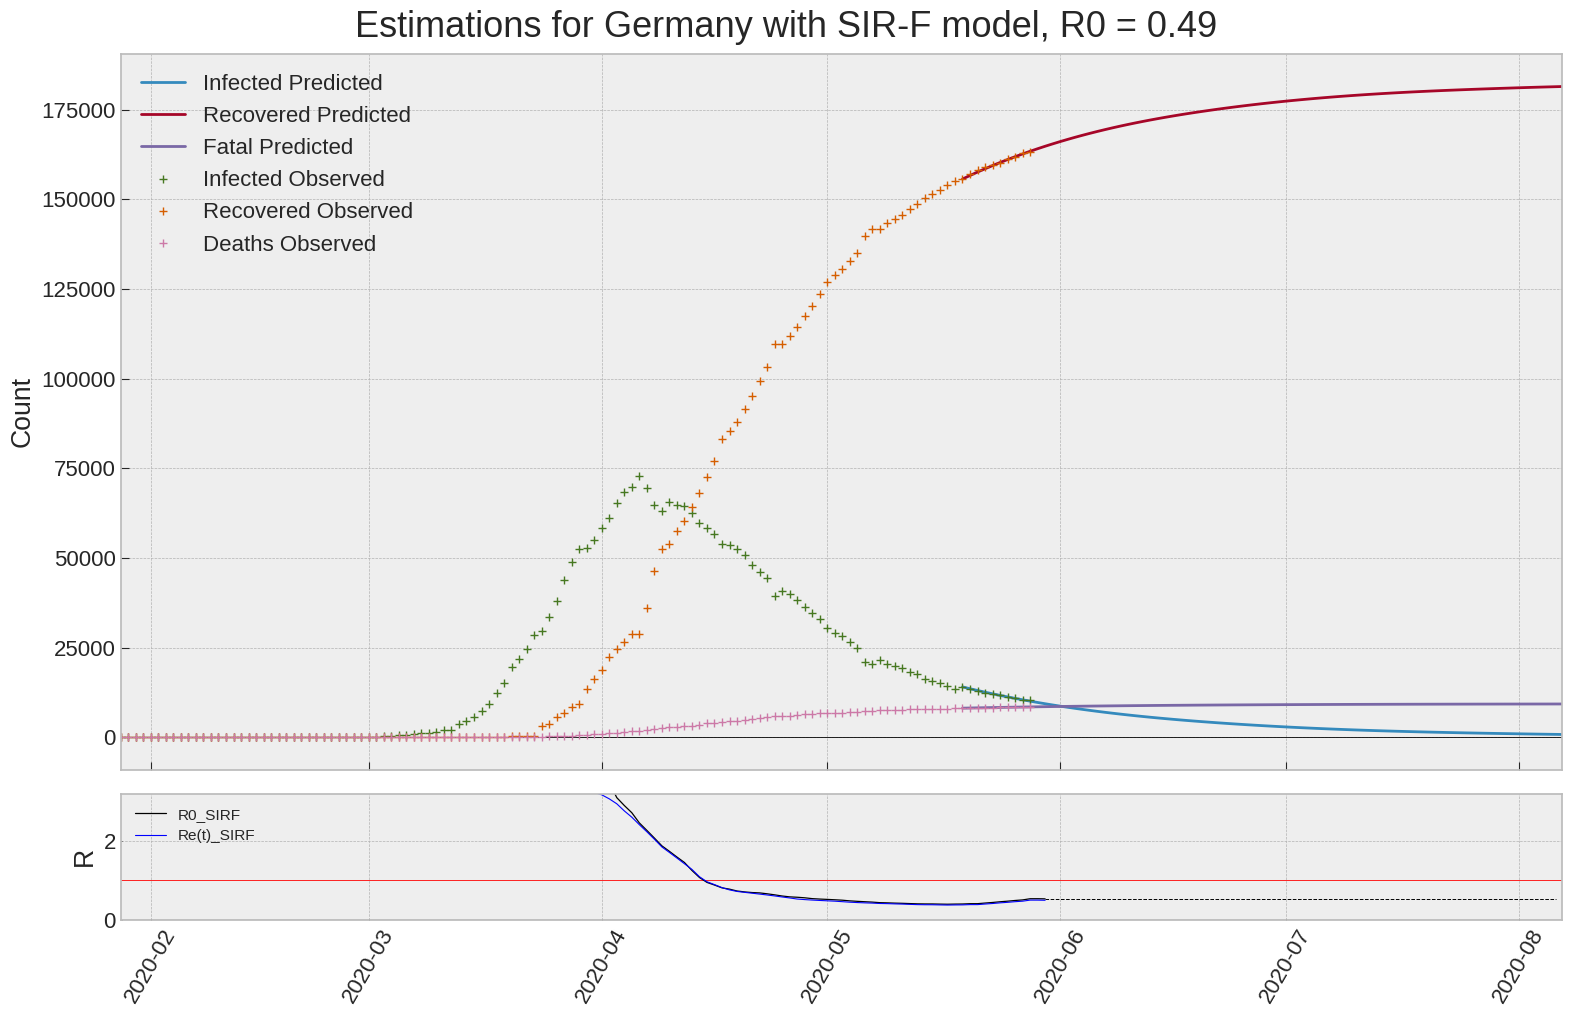 Estimations for Germany with SIR-F model, R0 = 0.49
Infected Predicted
Recovered Predicted
Fatal Predicted
Infected Observed
Recovered Observed
Deaths Observed
175000
150000
125000
100000
75000
50000
25000
0
Count
R0_SIRF
Re(t)_SIRF
2
0
R
2020-02
2020-03
2020-04
2020-05
2020-06
2020-07
2020-08